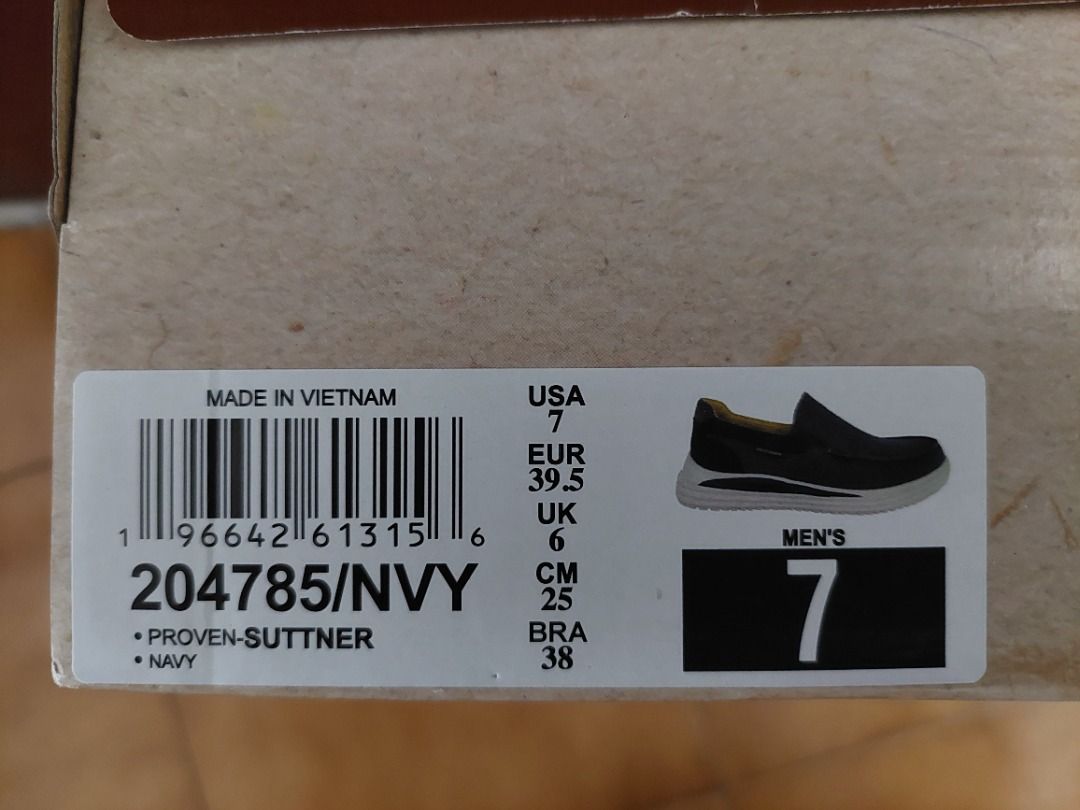 MADE IN VIETNAM
1 96642 61315 6
204785/NVY
• PROVEN-SUTTNER
• NAVY
USA
7
EUR
39.5
UK
6
CM
25
BRA
38
MEN'S
7